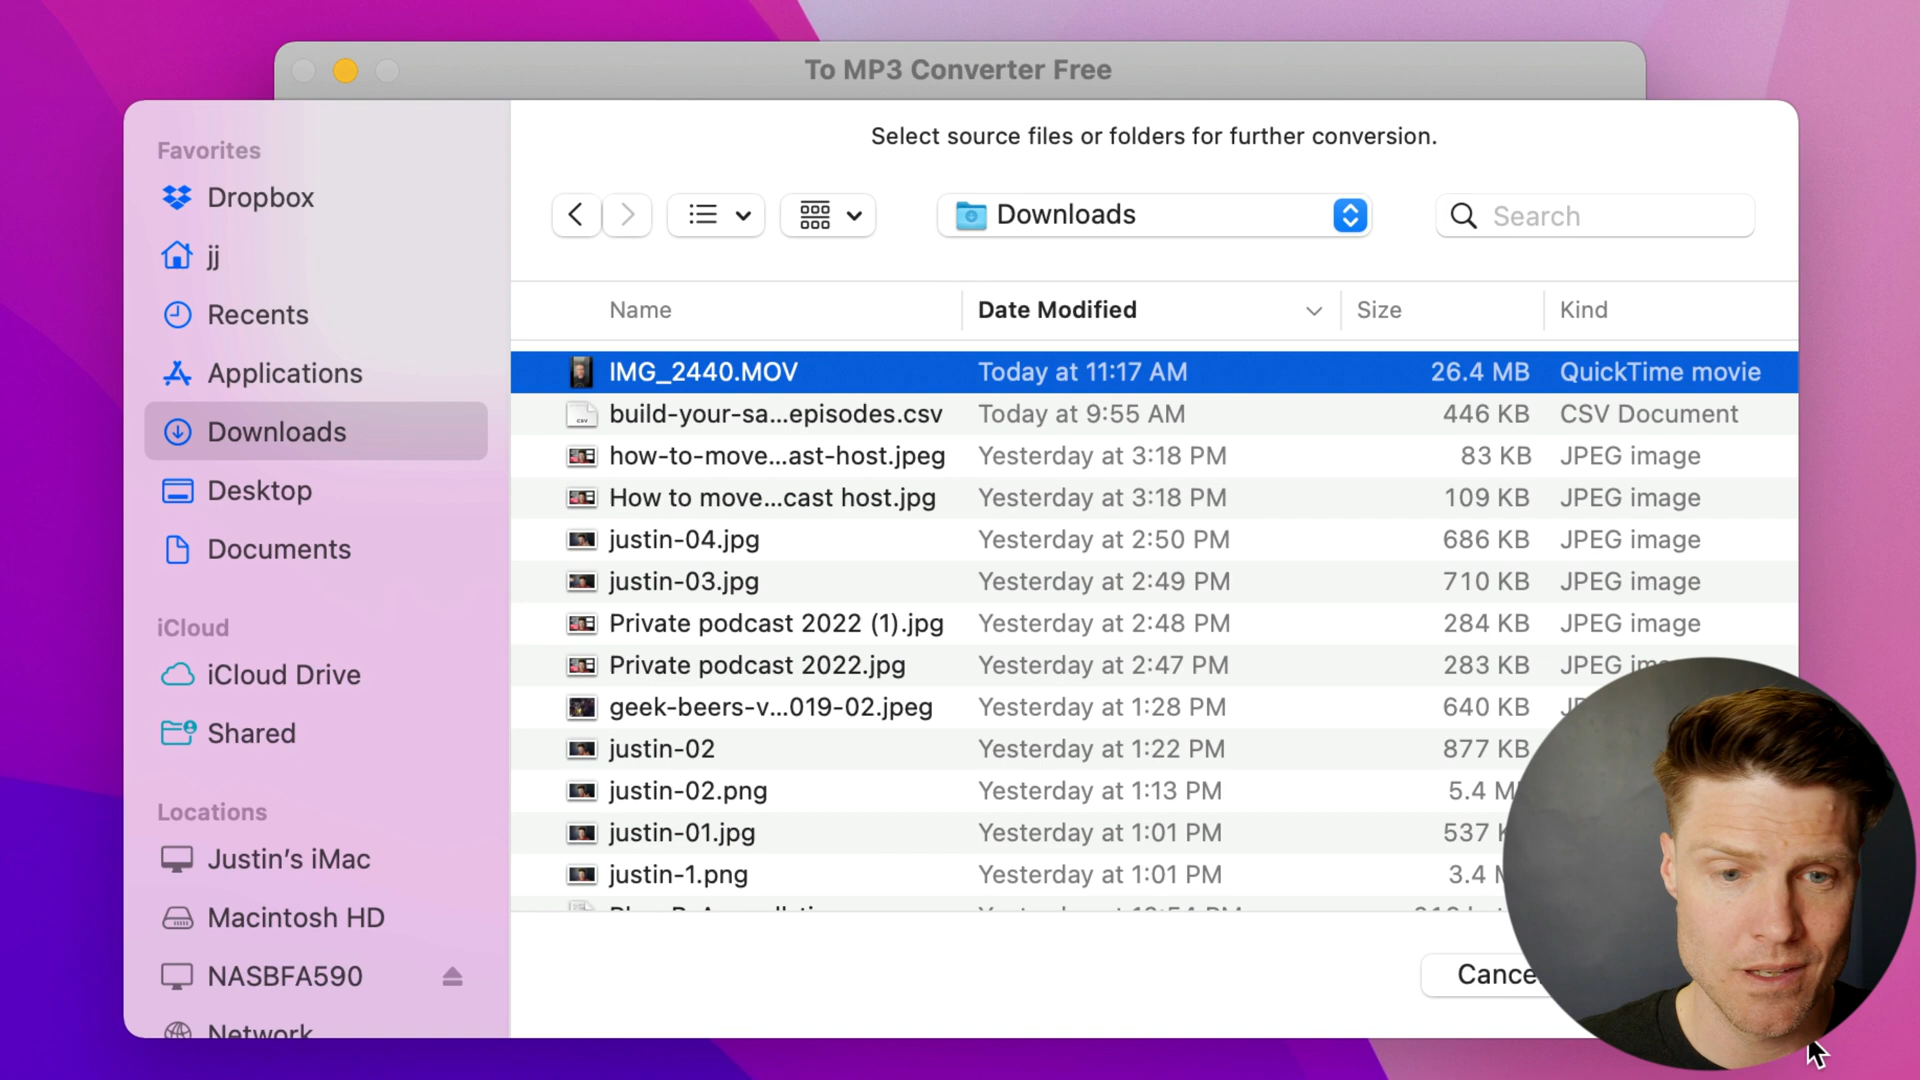 To MP3 Converter Free
Favorites
Dropbox
jj
Recents
Applications
Downloads
Desktop
Documents
iCloud
iCloud Drive
Shared
Locations
Justin’s iMac
Macintosh HD
NASBFA590
Network
Select source files or folders for further conversion.
Downloads
Search
Name Date Modified Size Kind
IMG_2440.MOV Today at 11:17 AM 26.4 MB QuickTime movie
build-your-sa...episodes.csv Today at 9:55 AM 446 KB CSV Document
how-to-move...ast-host.jpeg Yesterday at 3:18 PM 83 KB JPEG image
How to move...cast host.jpg Yesterday at 3:18 PM 109 KB JPEG image
justin-04.jpg Yesterday at 2:50 PM 686 KB JPEG image
justin-03.jpg Yesterday at 2:49 PM 710 KB JPEG image
Private podcast 2022 (1).jpg Yesterday at 2:48 PM 284 KB JPEG image
Private podcast 2022.jpg Yesterday at 2:47 PM 283 KB JPEG
geek-beers-v...019-02.jpeg Yesterday at 1:28 PM 640 KB
justin-02 Yesterday at 1:22 PM 877 KB
justin-02.png Yesterday at 1:13 PM 5.4
justin-01.jpg Yesterday at 1:01 PM 537
justin-1.png Yesterday at 1:01 PM 3.4
Cance